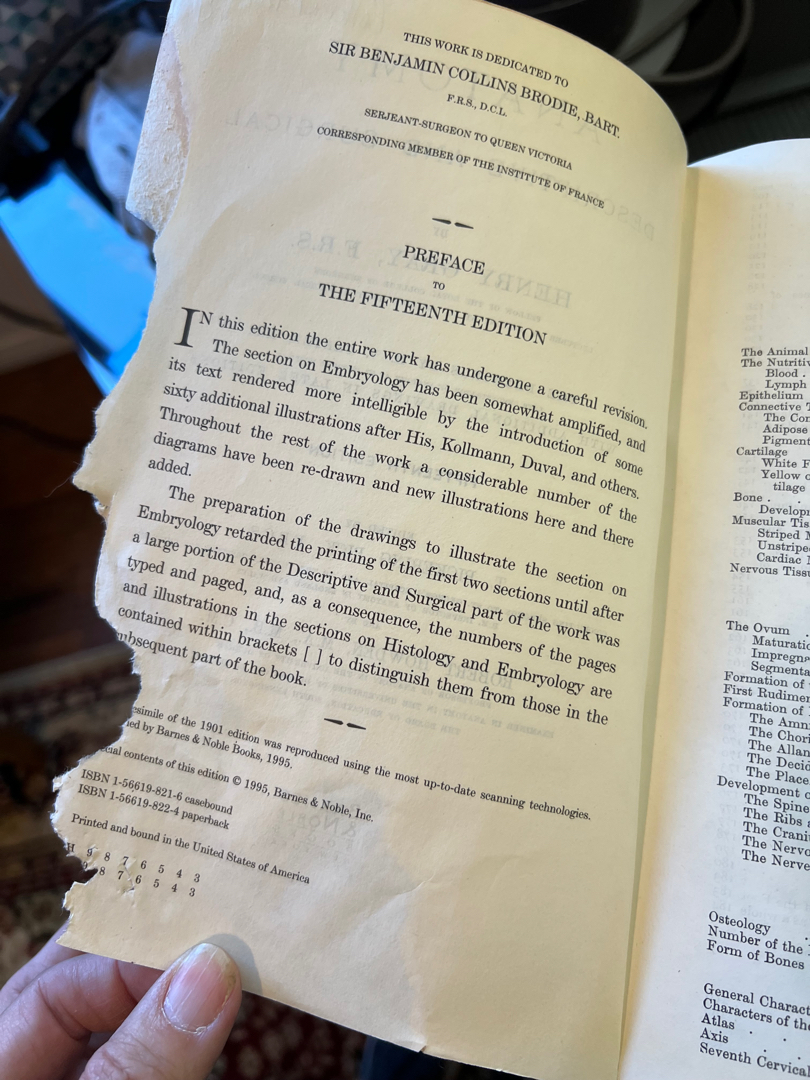 THIS WORK IS DEDICATED TO
SIR BENJAMIN COLLINS BRODIE, BART.
F.R.S., D.C.L.
SERJEANT-SURGEON TO QUEEN VICTORIA
CORRESPONDING MEMBER OF THE INSTITUTE OF FRANCE
PREFACE
TO
THE FIFTEENTH EDITION
IN this edition the entire work has undergone a careful revision.
The section on Embryology has been somewhat amplified, and
its text rendered more intelligible by the introduction of some
sixty additional illustrations after His, Kollmann, Duval, and others.
Throughout the rest of the work a considerable number of the
diagrams have been re-drawn and new illustrations here and there
added.
The preparation of the drawings to illustrate the section on
Embryology retarded the printing of the first two sections until after
a large portion of the Descriptive and Surgical part of the work was
typed and paged, and, as a consequence, the numbers of the pages
and illustrations in the sections on Histology and Embryology are
contained within brackets [ ] to distinguish them from those in the
ubsequent part of the book.
csimile of the 1901 edition was reproduced using the most up-to-date scanning technologies.
ed by Barnes & Noble Books, 1995.
cial contents of this edition © 1995, Barnes & Noble, Inc.
ISBN 1-56619-821-6 casebound
ISBN 1-56619-822-4 paperback
Printed and bound in the United States of America
H 9 8 7 6 5 4 3
9 8 7 6 5 4 3
The Animal
The Nutritiv
Blood .
Lymph
Epithelium
Connective T
The Con
Adipose
Pigment
Cartilage
White F
Yellow o
tilage
Bone . .
Develop
Muscular Tis
Striped M
Unstripe
Cardiac M
Nervous Tissu
The Ovum .
Maturatio
Impregna
Segmenta
Formation of
First Rudimen
Formation of
The Amni
The Chori
The Allan
The Decid
The Place
Development o
The Spine
The Ribs a
The Crani
The Nervo
The Nerve
Osteology .
Number of the
Form of Bones
General Charact
Characters of the
Atlas . .
Axis . .
Seventh Cervica